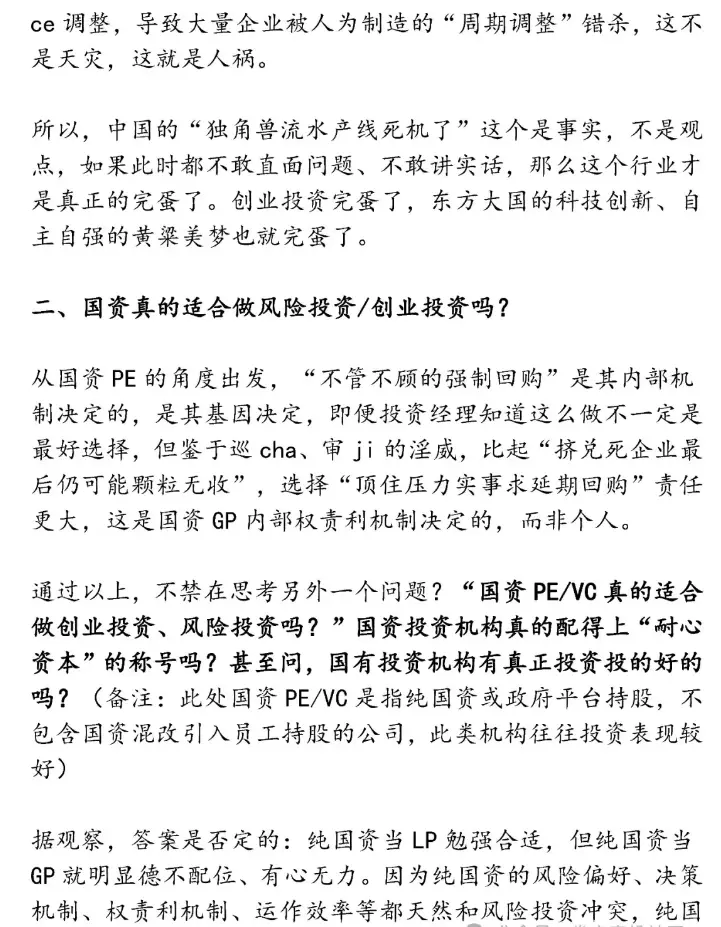 ce 调整，导致大量企业被人为制造的“周期调整”错杀，这不
是天灾，这就是人祸。
所以，中国的“独角兽流水产线死机了”这个是事实，不是观
点，如果此时都不敢直面问题、不敢讲实话，那么这个行业才
是真正的完蛋了。创业投资完蛋了，东方大国的科技创新、自
主自强的黄粱美梦也就完蛋了。
二、国资真的适合做风险投资/创业投资吗？
从国资 PE 的角度出发，“不管不顾的强制回购”是其内部机
制决定的，是其基因决定，即便投资经理知道这么做不一定是
最好选择，但鉴于巡 cha、审 ji 的淫威，比起“挤兑死企业最
后仍可能颗粒无收”，选择“顶住压力实事求延期回购”责任
更大，这是国资 GP 内部权责利机制决定的，而非个人。
通过以上，不禁在思考另外一个问题？“国资 PE/VC 真的适合
做创业投资、风险投资吗？”国资投资机构真的配得上“耐心
资本”的称号吗？甚至问，国有投资机构有真正投资投的好的
吗？（备注：此处国资 PE/VC 是指纯国资或政府平台持股，不
包含国资混改引入员工持股的公司，此类机构往往投资表现较
好）
据观察，答案是否定的：纯国资当 LP 勉强合适，但纯国资当
GP 就明显德不配位、有心无力。因为纯国资的风险偏好、决策
机制、权责利机制、运作效率等都天然和风险投资冲突，纯国